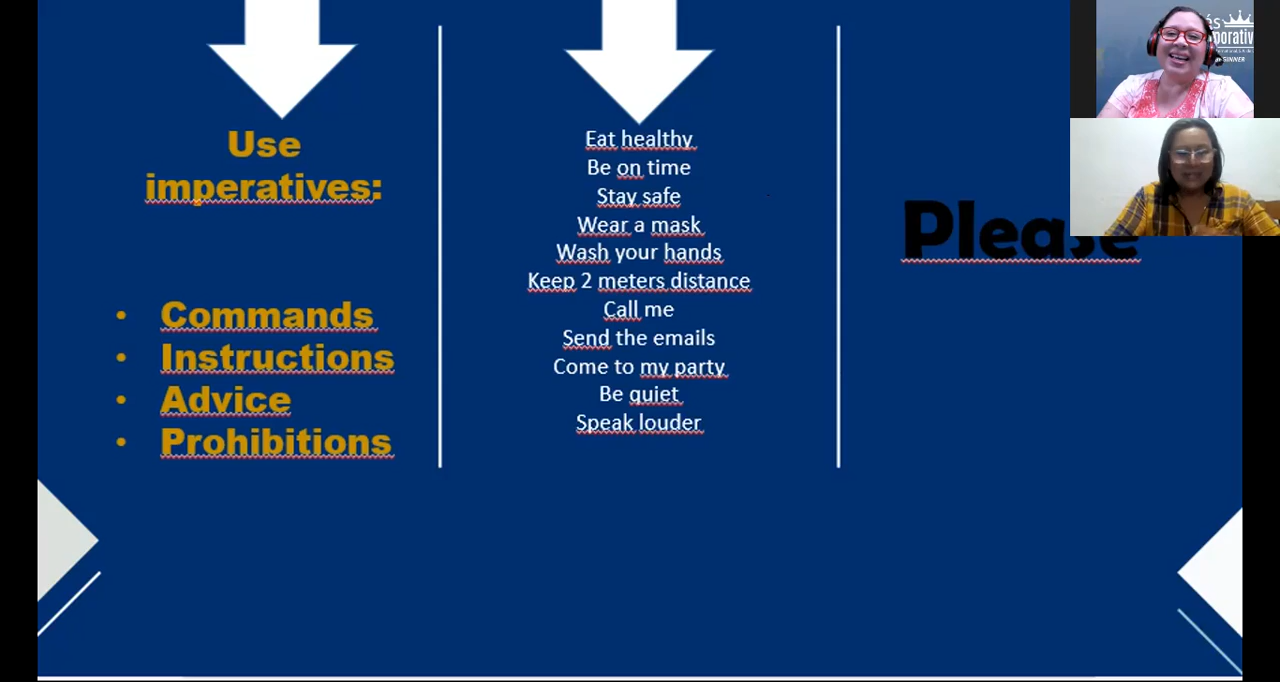 Use
imperatives:
• Commands
• Instructions
• Advice
• Prohibitions
Eat healthy
Be on time
Stay safe
Wear a mask
Wash your hands
Keep 2 meters distance
Call me
Send the emails
Come to my party
Be quiet
Speak louder
Please